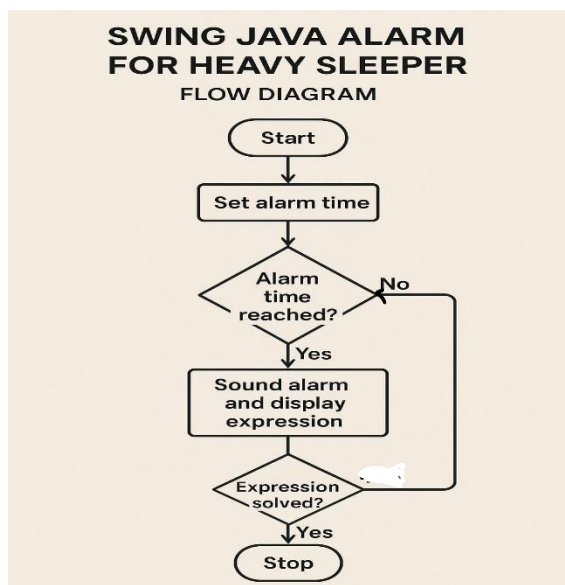 SWING JAVA ALARM
FOR HEAVY SLEEPER
FLOW DIAGRAM
Start
Set alarm time
Alarm
time
reached?
No
Yes
Sound alarm
and display
expression
Expression
solved?
Yes
Stop